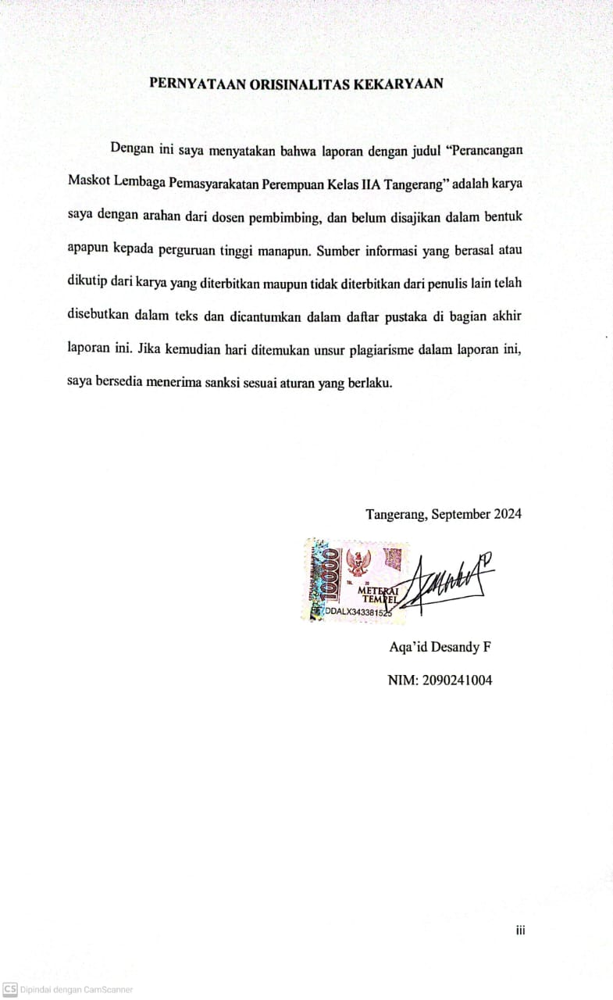 PERNYATAAN ORISINALITAS KEKARYAAN
Dengan ini saya menyatakan bahwa laporan dengan judul “Perancangan
Maskot Lembaga Pemasyarakatan Perempuan Kelas IIA Tangerang” adalah karya
saya dengan arahan dari dosen pembimbing, dan belum disajikan dalam bentuk
apapun kepada perguruan tinggi manapun. Sumber informasi yang berasal atau
dikutip dari karya yang diterbitkan maupun tidak diterbitkan dari penulis lain telah
disebutkan dalam teks dan dicantumkan dalam daftar pustaka di bagian akhir
laporan ini. Jika kemudian hari ditemukan unsur plagiarisme dalam laporan ini,
saya bersedia menerima sanksi sesuai aturan yang berlaku.
Tangerang, September 2024
10000
TGL. 20
METERAI
TEMPEL
DDALX343381525
Aqa’id Desandy F
NIM: 2090241004
iii
CS Dipindai dengan CamScanner